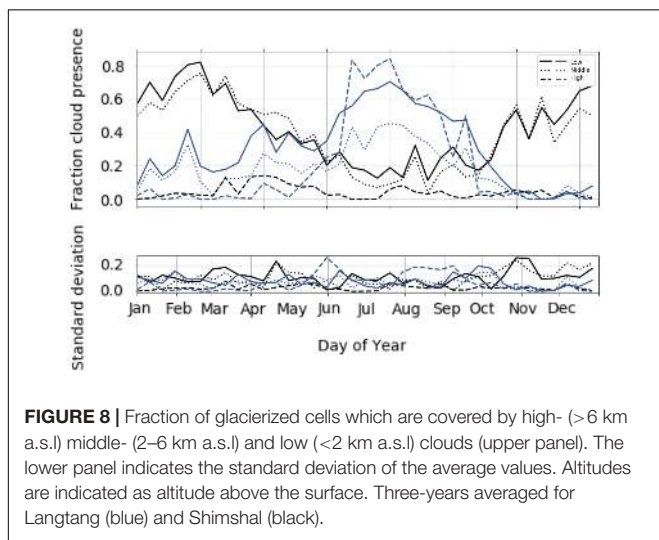 Fraction cloud presence
0.8
0.6
0.4
0.2
0.0
Low
Middle
High
Standard deviation
0.2
0.0
Jan Feb Mar Apr May Jun Jul Aug Sep Oct Nov Dec
Day of Year
FIGURE 8 | Fraction of glacierized cells which are covered by high- (>6 km
a.s.l) middle- (2–6 km a.s.l) and low (<2 km a.s.l) clouds (upper panel). The
lower panel indicates the standard deviation of the average values. Altitudes
are indicated as altitude above the surface. Three-years averaged for
Langtang (blue) and Shimshal (black).